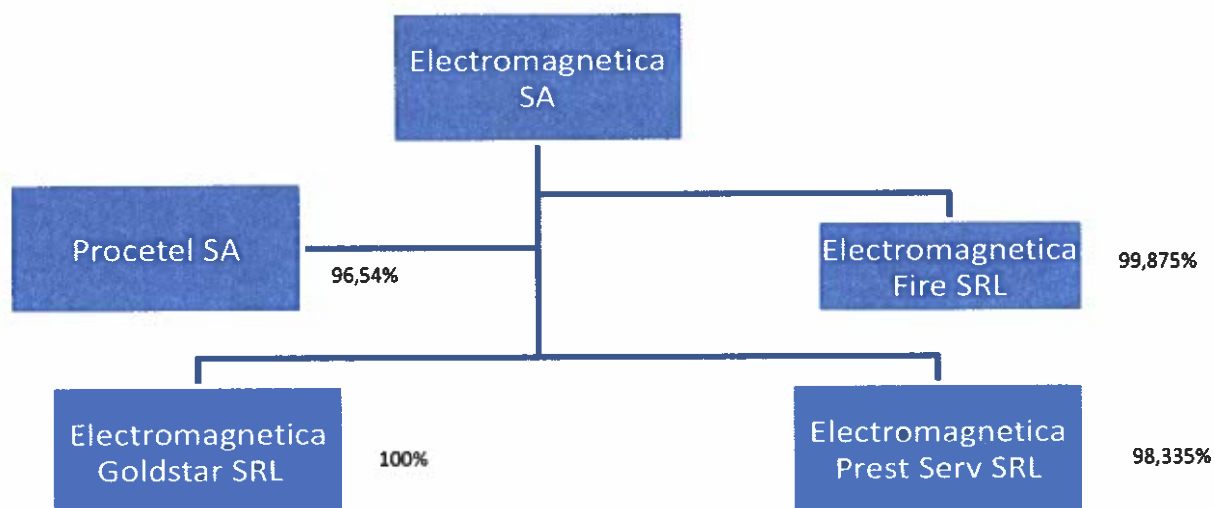 Electromagnetica
SA
Procetel SA
96,54%
Electromagnetica
Fire SRL
99,875%
Electromagnetica
Goldstar SRL
100%
Electromagnetica
Prest Serv SRL
98,335%